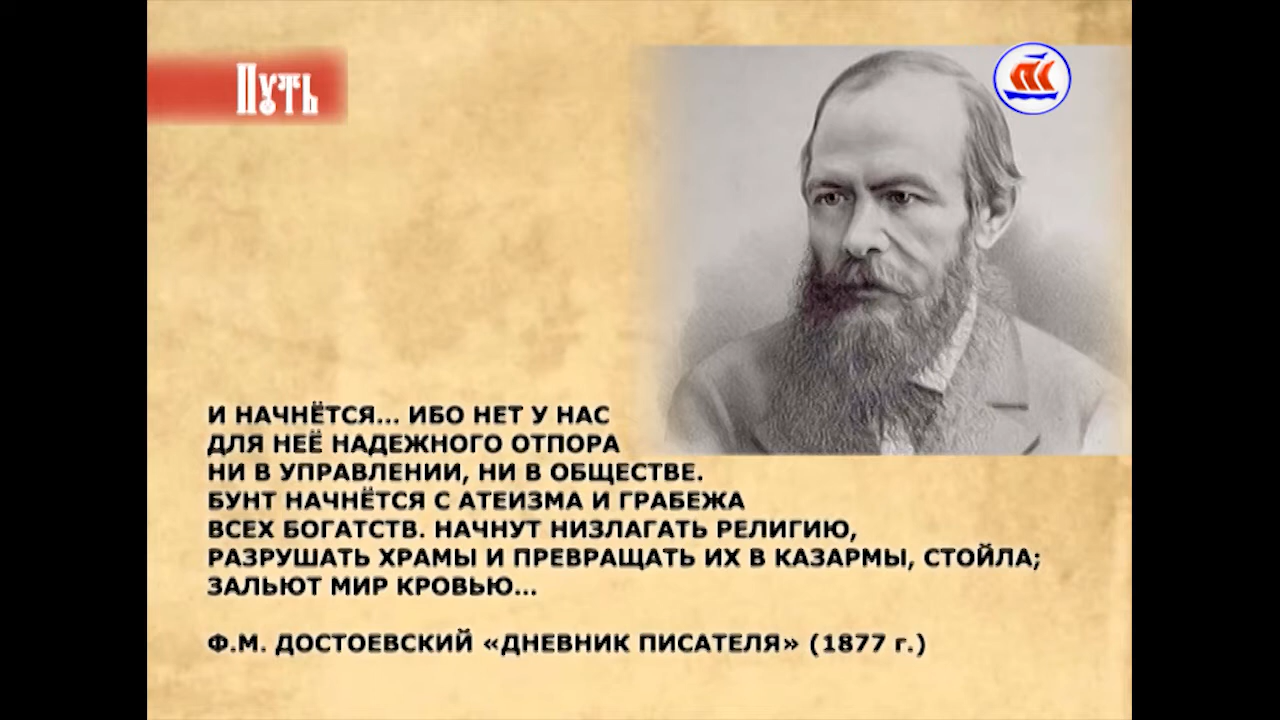 Путь
И НАЧНЁТСЯ... ИБО НЕТ У НАС
ДЛЯ НЕЁ НАДЕЖНОГО ОТПОРА
НИ В УПРАВЛЕНИИ, НИ В ОБЩЕСТВЕ.
БУНТ НАЧНЁТСЯ С АТЕИЗМА И ГРАБЕЖА
ВСЕХ БОГАТСТВ. НАЧНУТ НИЗЛАГАТЬ РЕЛИГИЮ,
РАЗРУШАТЬ ХРАМЫ И ПРЕВРАЩАТЬ ИХ В КАЗАРМЫ, СТОЙЛА;
ЗАЛЬЮТ МИР КРОВЬЮ...
Ф.М. ДОСТОЕВСКИЙ «ДНЕВНИК ПИСАТЕЛЯ» (1877 г.)